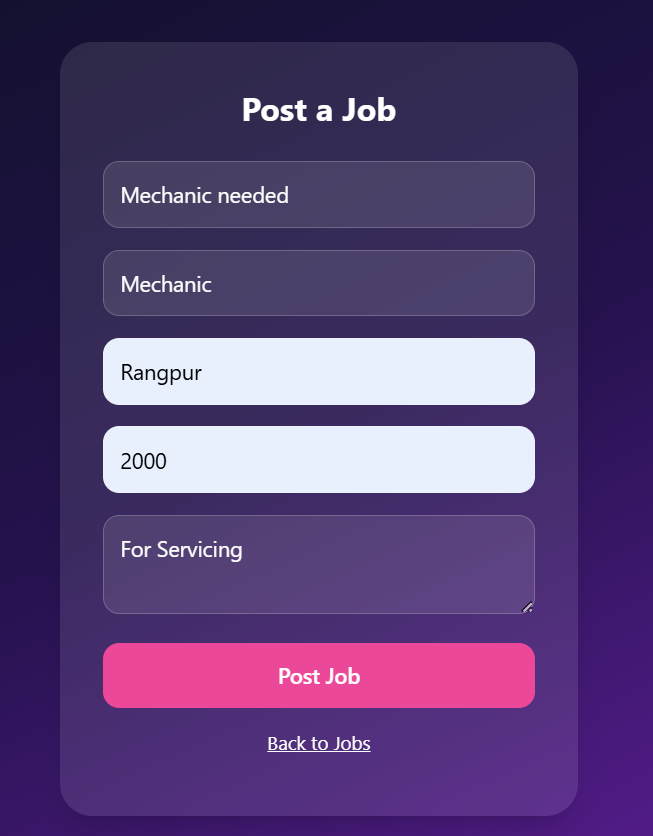 Post a Job
Mechanic needed
Mechanic
Rangpur
2000
For Servicing
Post Job
Back to Jobs